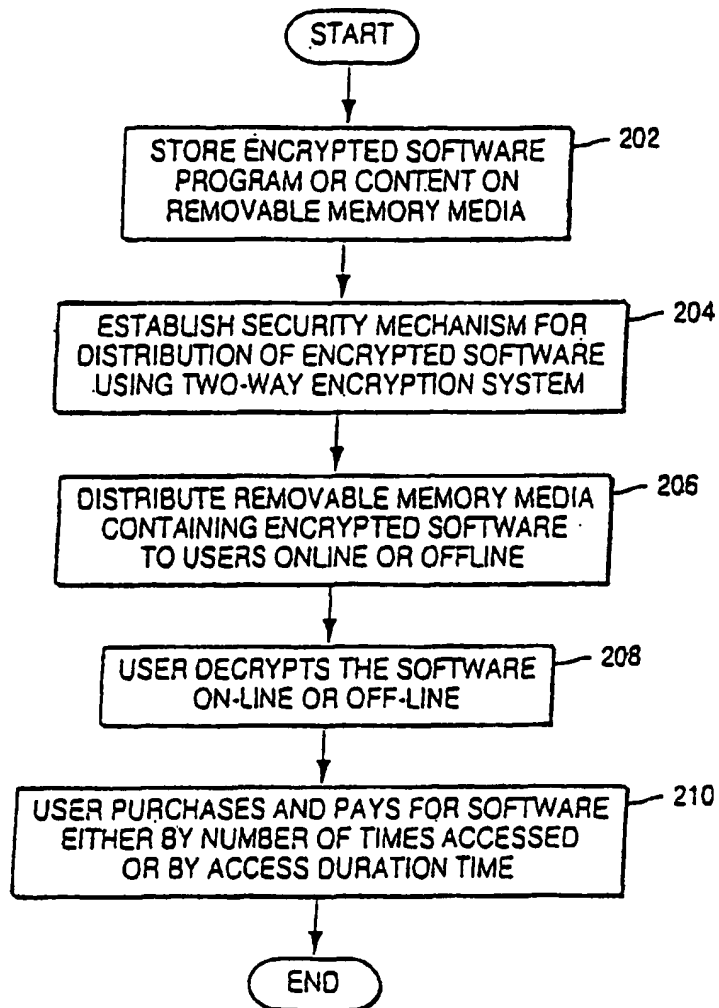 START
STORE ENCRYPTED SOFTWARE
PROGRAM OR CONTENT ON
REMOVABLE MEMORY MEDIA
202
ESTABLISH SECURITY MECHANISM FOR
DISTRIBUTION OF ENCRYPTED SOFTWARE
USING TWO-WAY ENCRYPTION SYSTEM
204
DISTRIBUTE REMOVABLE MEMORY MEDIA
CONTAINING ENCRYPTED SOFTWARE
TO USERS ONLINE OR OFFLINE
206
USER DECRYPTS THE SOFTWARE
ON-LINE OR OFF-LINE
208
USER PURCHASES AND PAYS FOR SOFTWARE
EITHER BY NUMBER OF TIMES ACCESSED
OR BY ACCESS DURATION TIME
210
END